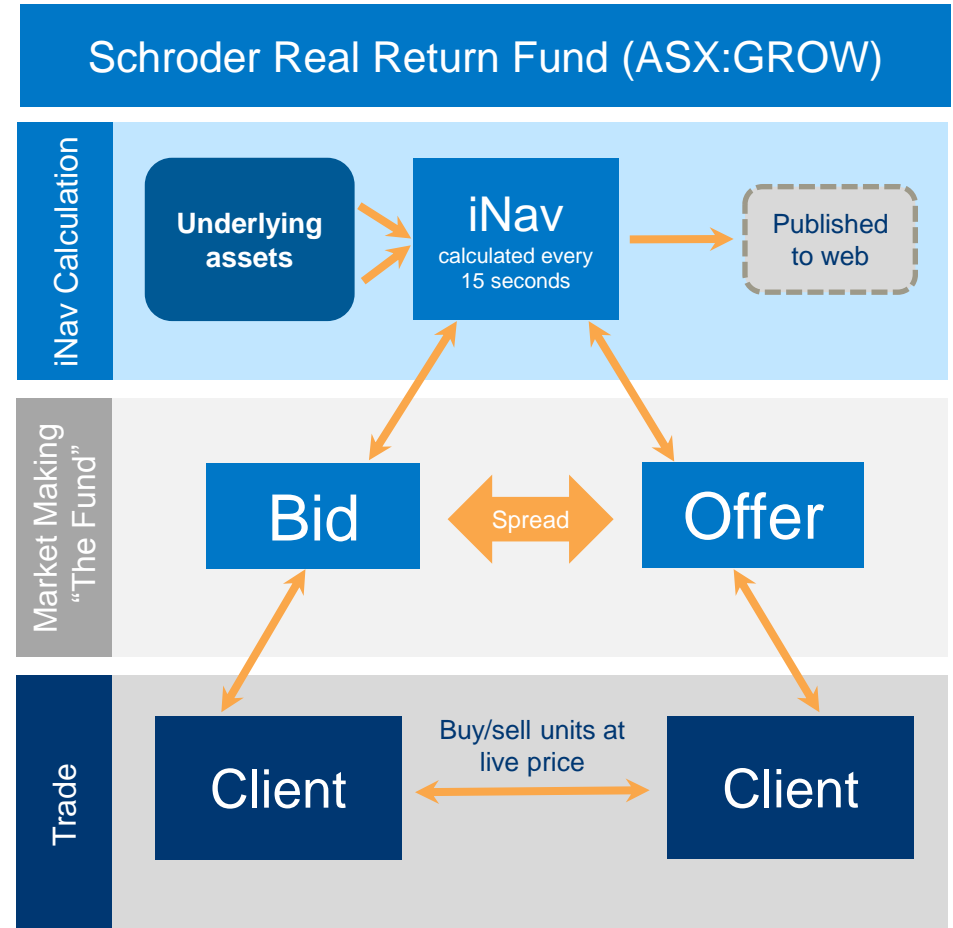 Schroder Real Return Fund (ASX:GROW)
iNav Calculation
Underlying
assets
iNav
calculated every
15 seconds
Published
to web
Market Making
“The Fund”
Bid
Spread
Offer
Trade
Client
Buy/sell units at
live price
Client